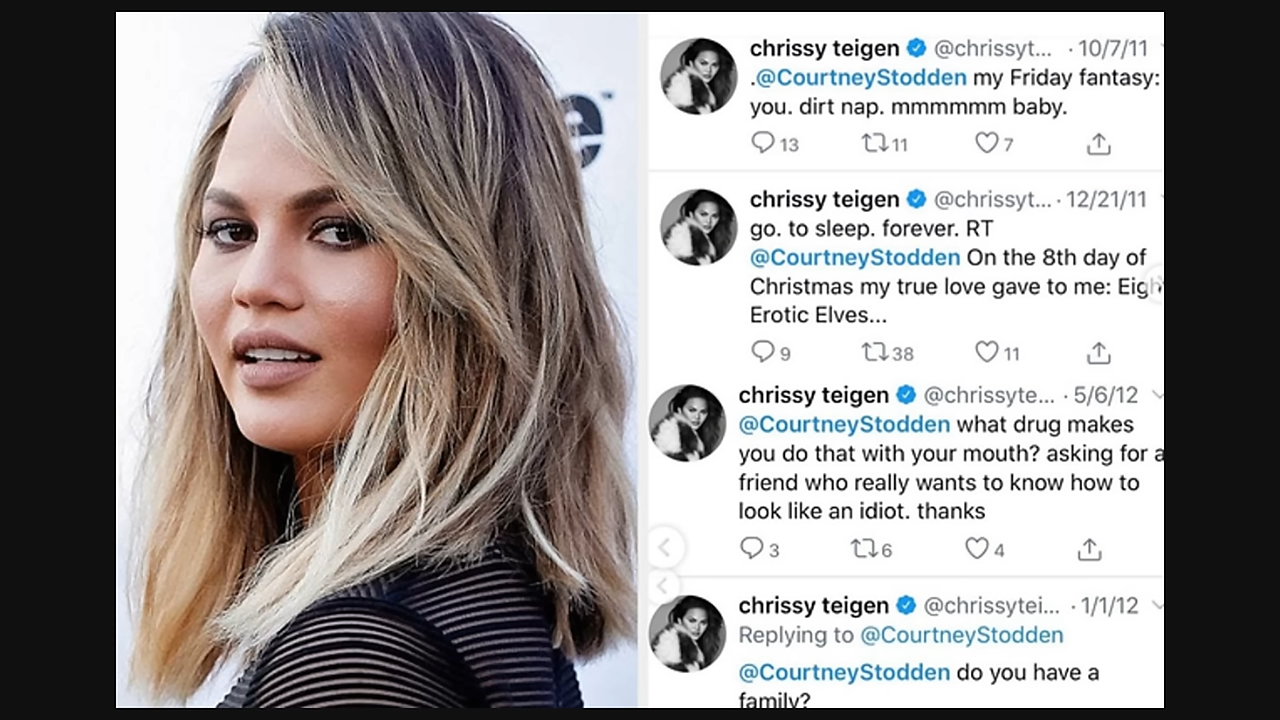 chrissy teigen @chrissyt... · 10/7/11
.@CourtneyStodden my Friday fantasy:
you. dirt nap. mmmmmm baby.
13 11 7
chrissy teigen @chrissyt... · 12/21/11
go. to sleep. forever. RT
@CourtneyStodden On the 8th day of
Christmas my true love gave to me: Eigh
Erotic Elves...
9 38 11
chrissy teigen @chrissyte... · 5/6/12
@CourtneyStodden what drug makes
you do that with your mouth? asking for a
friend who really wants to know how to
look like an idiot. thanks
3 6 4
chrissy teigen @chrissytei... · 1/1/12
Replying to @CourtneyStodden
@CourtneyStodden do you have a
family?